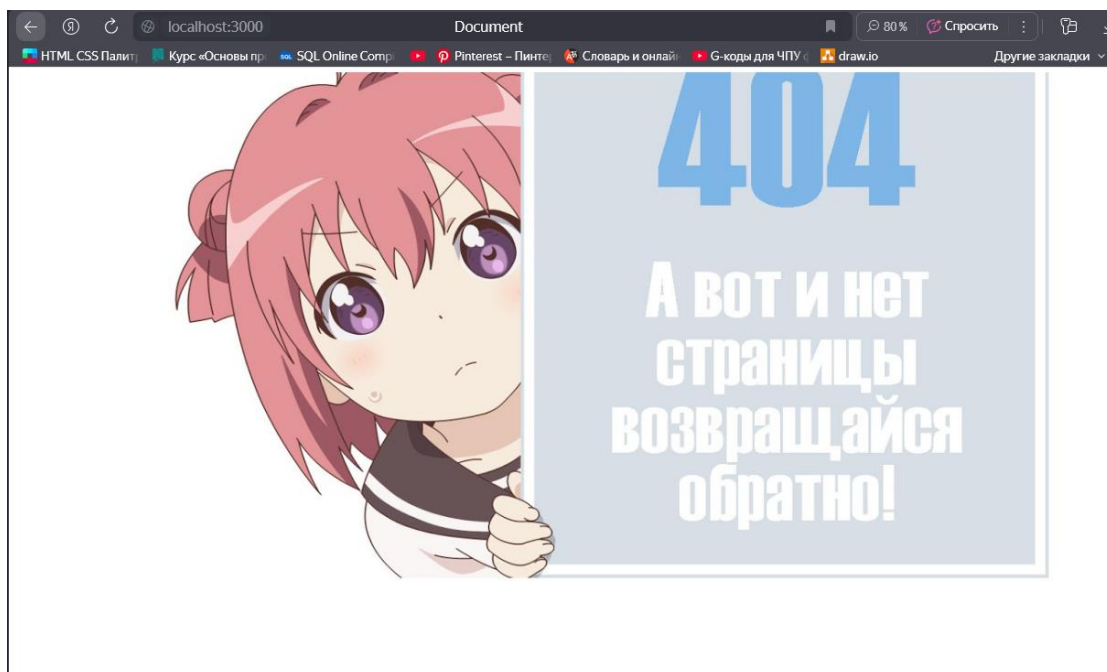 Я localhost:3000 Document 80 % Спросить
HTML CSS Палит Курс «Основы пр SQL Online Compi Pinterest – Пинте Словарь и онлай G-коды для ЧПУ draw.io Другие закладки
404
А вот и нет
страницы
возвращайся
обратно!